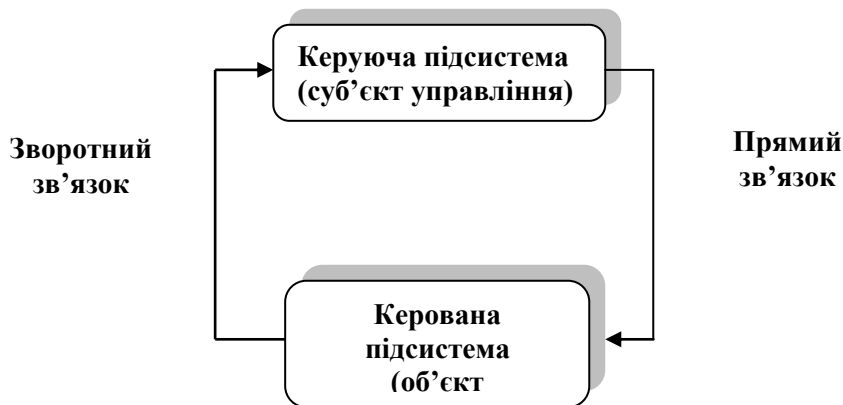 Керуюча підсистема
(суб’єкт управління)
Зворотний
зв’язок
Прямий
зв’язок
Керована
підсистема
(об’єкт